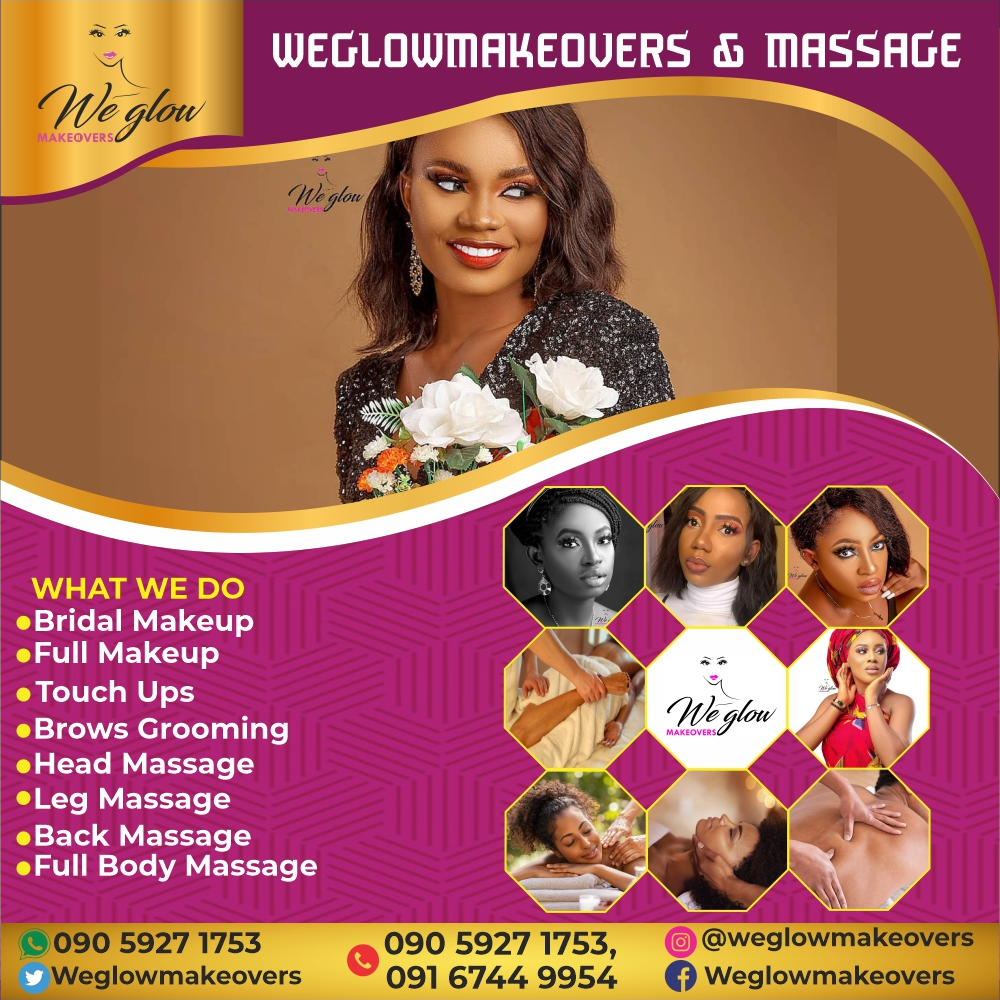 We glow
MAKEOVERS
WEGLOWMAKEOVERS & MASSAGE
We glow
MAKEOVERS
WHAT WE DO
Bridal Makeup
Full Makeup
Touch Ups
Brows Grooming
Head Massage
Leg Massage
Back Massage
Full Body Massage
We glow
MAKEOVERS
090 5927 1753
Weglowmakeovers
090 5927 1753,
091 6744 9954
@weglowmakeovers
Weglowmakeovers